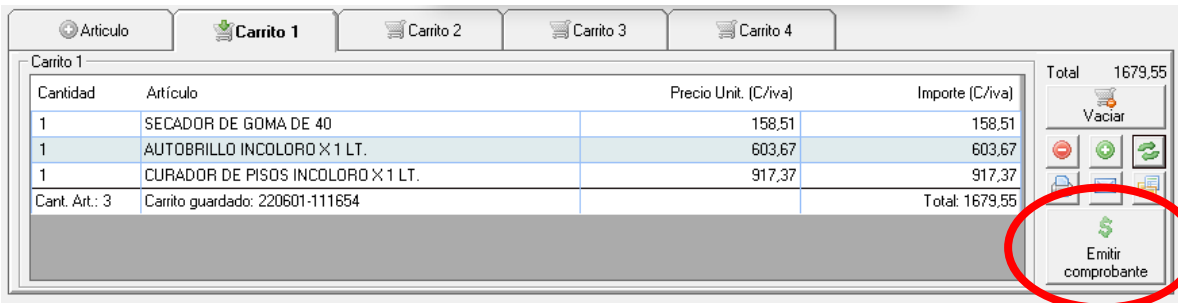 Articulo Carrito 1 Carrito 2 Carrito 3 Carrito 4
Carrito 1
Total 1679,55
Cantidad Artículo Precio Unit. (C/iva) Importe (C/iva)
Vaciar
1 SECADOR DE GOMA DE 40 158,51 158,51
1 AUTOBRILLO INCOLORO X 1 LT. 603,67 603,67
1 CURADOR DE PISOS INCOLORO X 1 LT. 917,37 917,37
Cant. Art.: 3 Carrito guardado: 220601-111654 Total: 1679,55
$
Emitir
comprobante